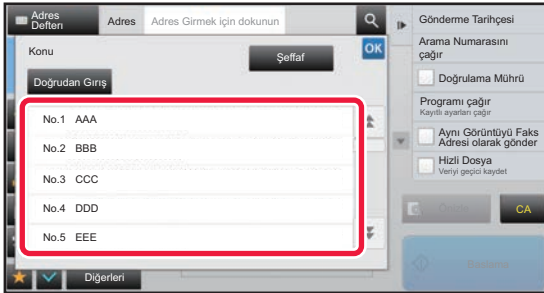 Adres
Defteri
Adres
Adres Girmek için dokunun
Konu
Şeffaf
OK
Doğrudan Giriş
No.1 AAA
No.2 BBB
No.3 CCC
No.4 DDD
No.5 EEE
Diğerleri
Gönderme Tarihçesi
Arama Numarasını
çağır
Doğrulama Mührü
Programı çağır
Kayıtlı ayarları çağır
Aynı Görüntüyü Faks
Adresi olarak gönder
Hizli Dosya
Veriyi geçici kaydet
CA